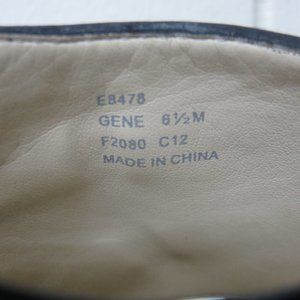 E8478
GENE 6½M
F2080 C12
MADE IN CHINA